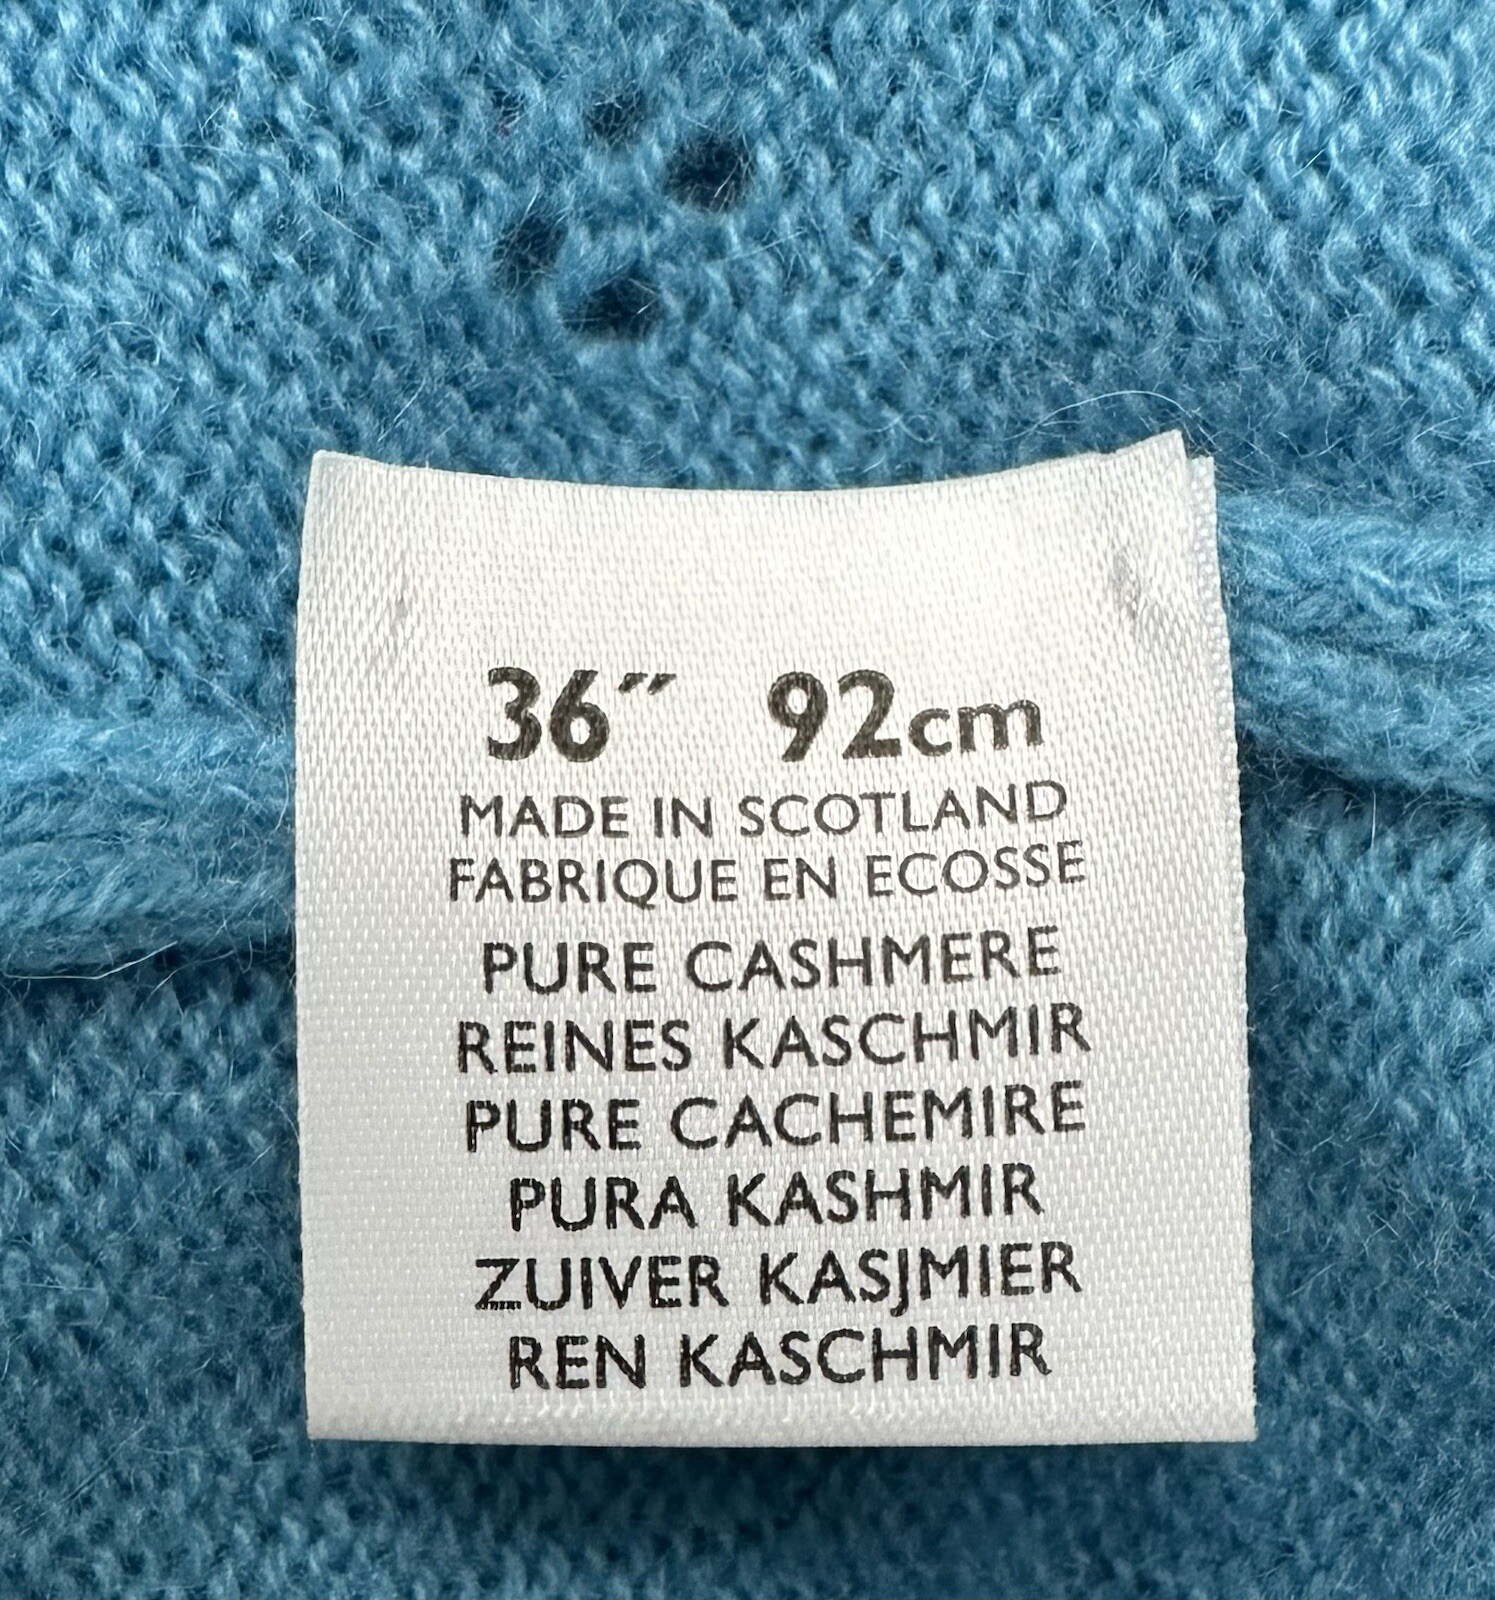 36″ 92cm
MADE IN SCOTLAND
FABRIQUE EN ECOSSE
PURE CASHMERE
REINES KASCHMIR
PURE CACHEMIRE
PURA KASHMIR
ZUIVER KASJMIER
REN KASCHMIR